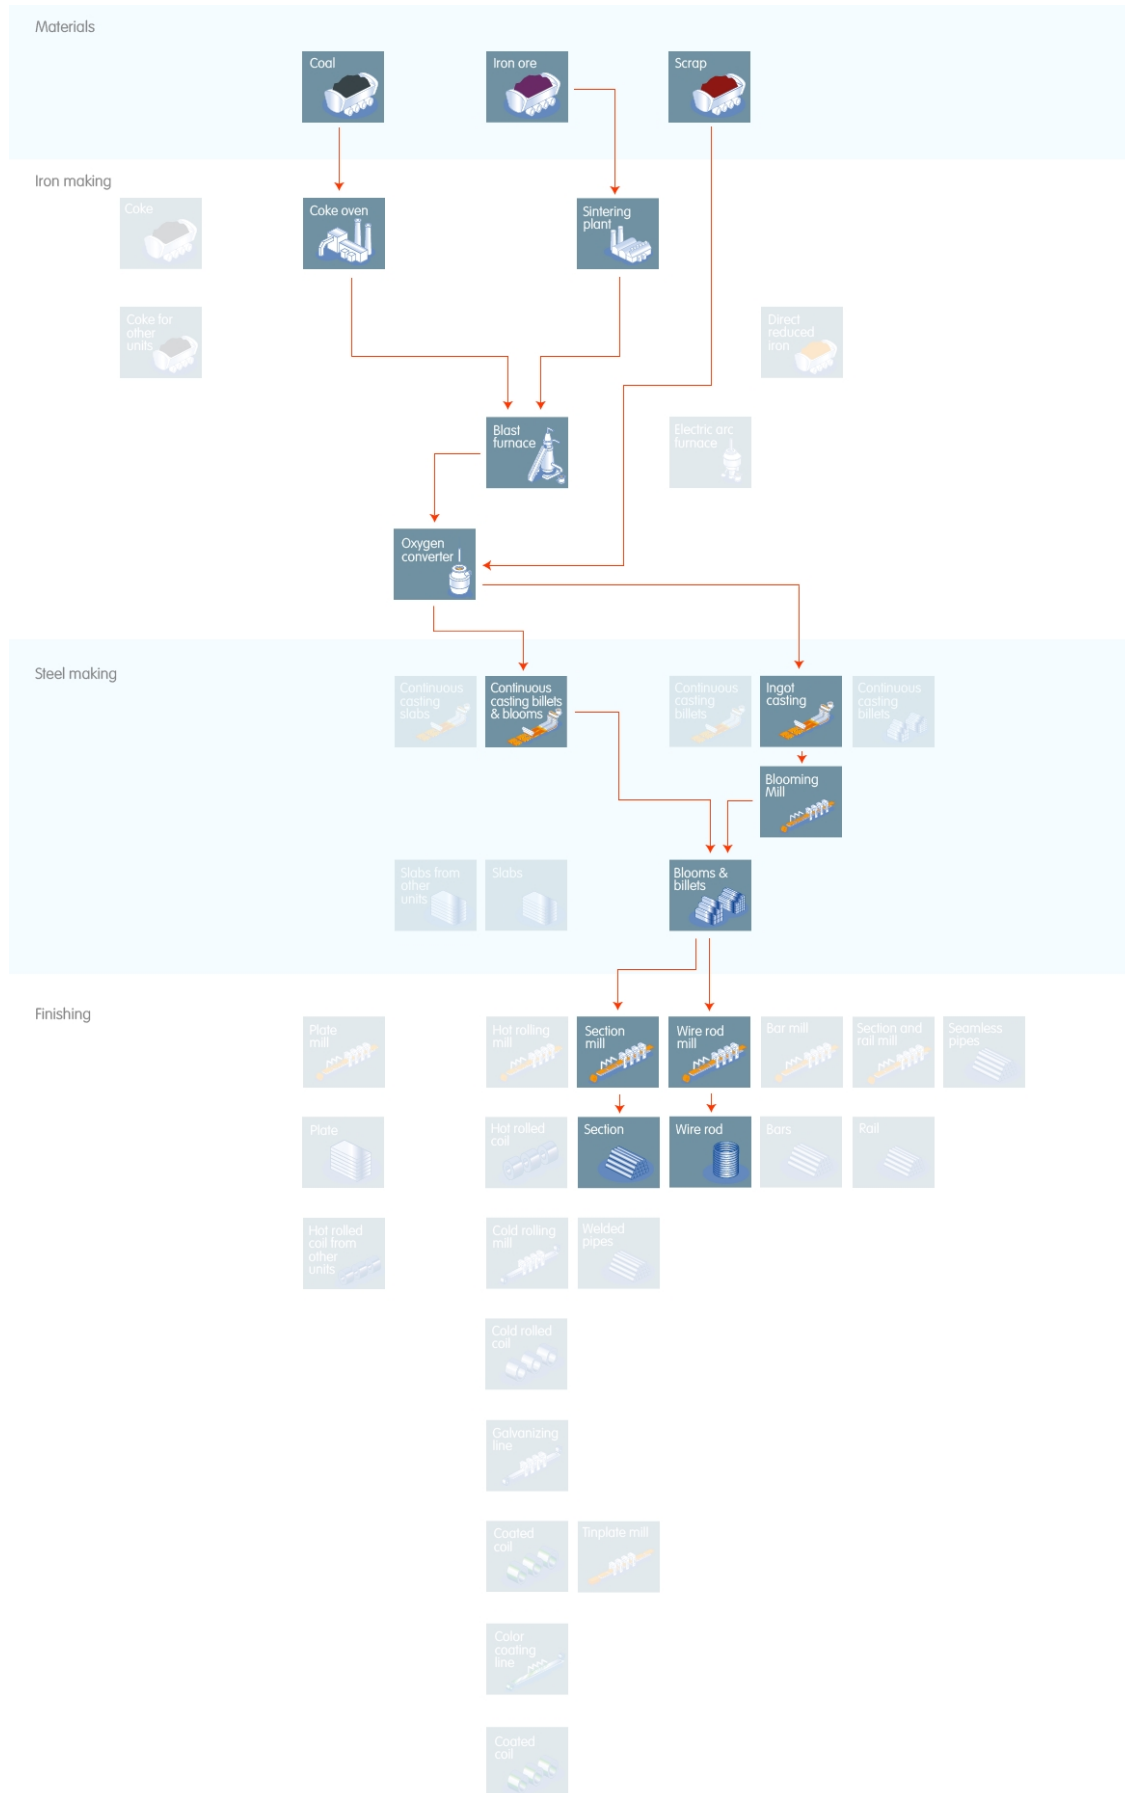 Materials
Coal
Iron ore
Scrap
Iron making
Coke
Coke oven
Sintering
plant
Coke for
other
units
Direct
reduced
iron
Blast
furnace
Electric arc
furnace
Oxygen
converter
Steel making
Continuous
casting
slabs
Continuous
casting billets
& blooms
Continuous
casting
billets
Ingot
casting
Continuous
casting
billets
Blooming
Mill
Slabs from
other
units
Slabs
Blooms &
billets
Finishing
Plate
mill
Hot rolling
mill
Section
mill
Wire rod
mill
Bar mill
Section and
rail mill
Seamless
pipes
Plate
Hot rolled
coil
Section
Wire rod
Bars
Rail
Hot rolled
coil from
other
units
Cold rolling
mill
Welded
pipes
Cold rolled
coil
Galvanizing
line
Coated
coil
Tinplate mill
Color
coating
line
Coated
coil